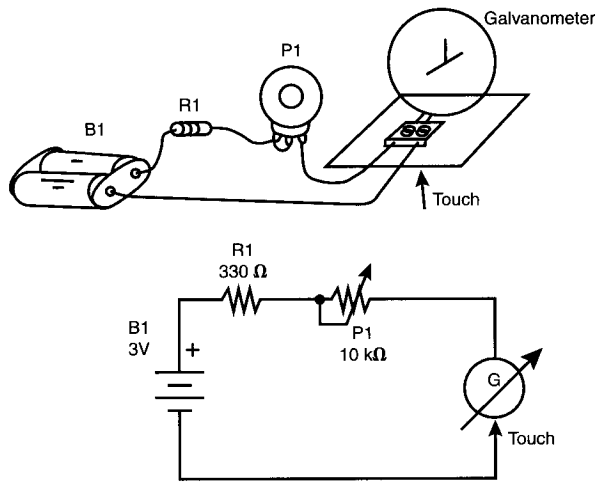 Galvanometer
P1
R1
B1
Touch
R1
330 Ω
B1
3V
+
P1
10 kΩ
G
Touch